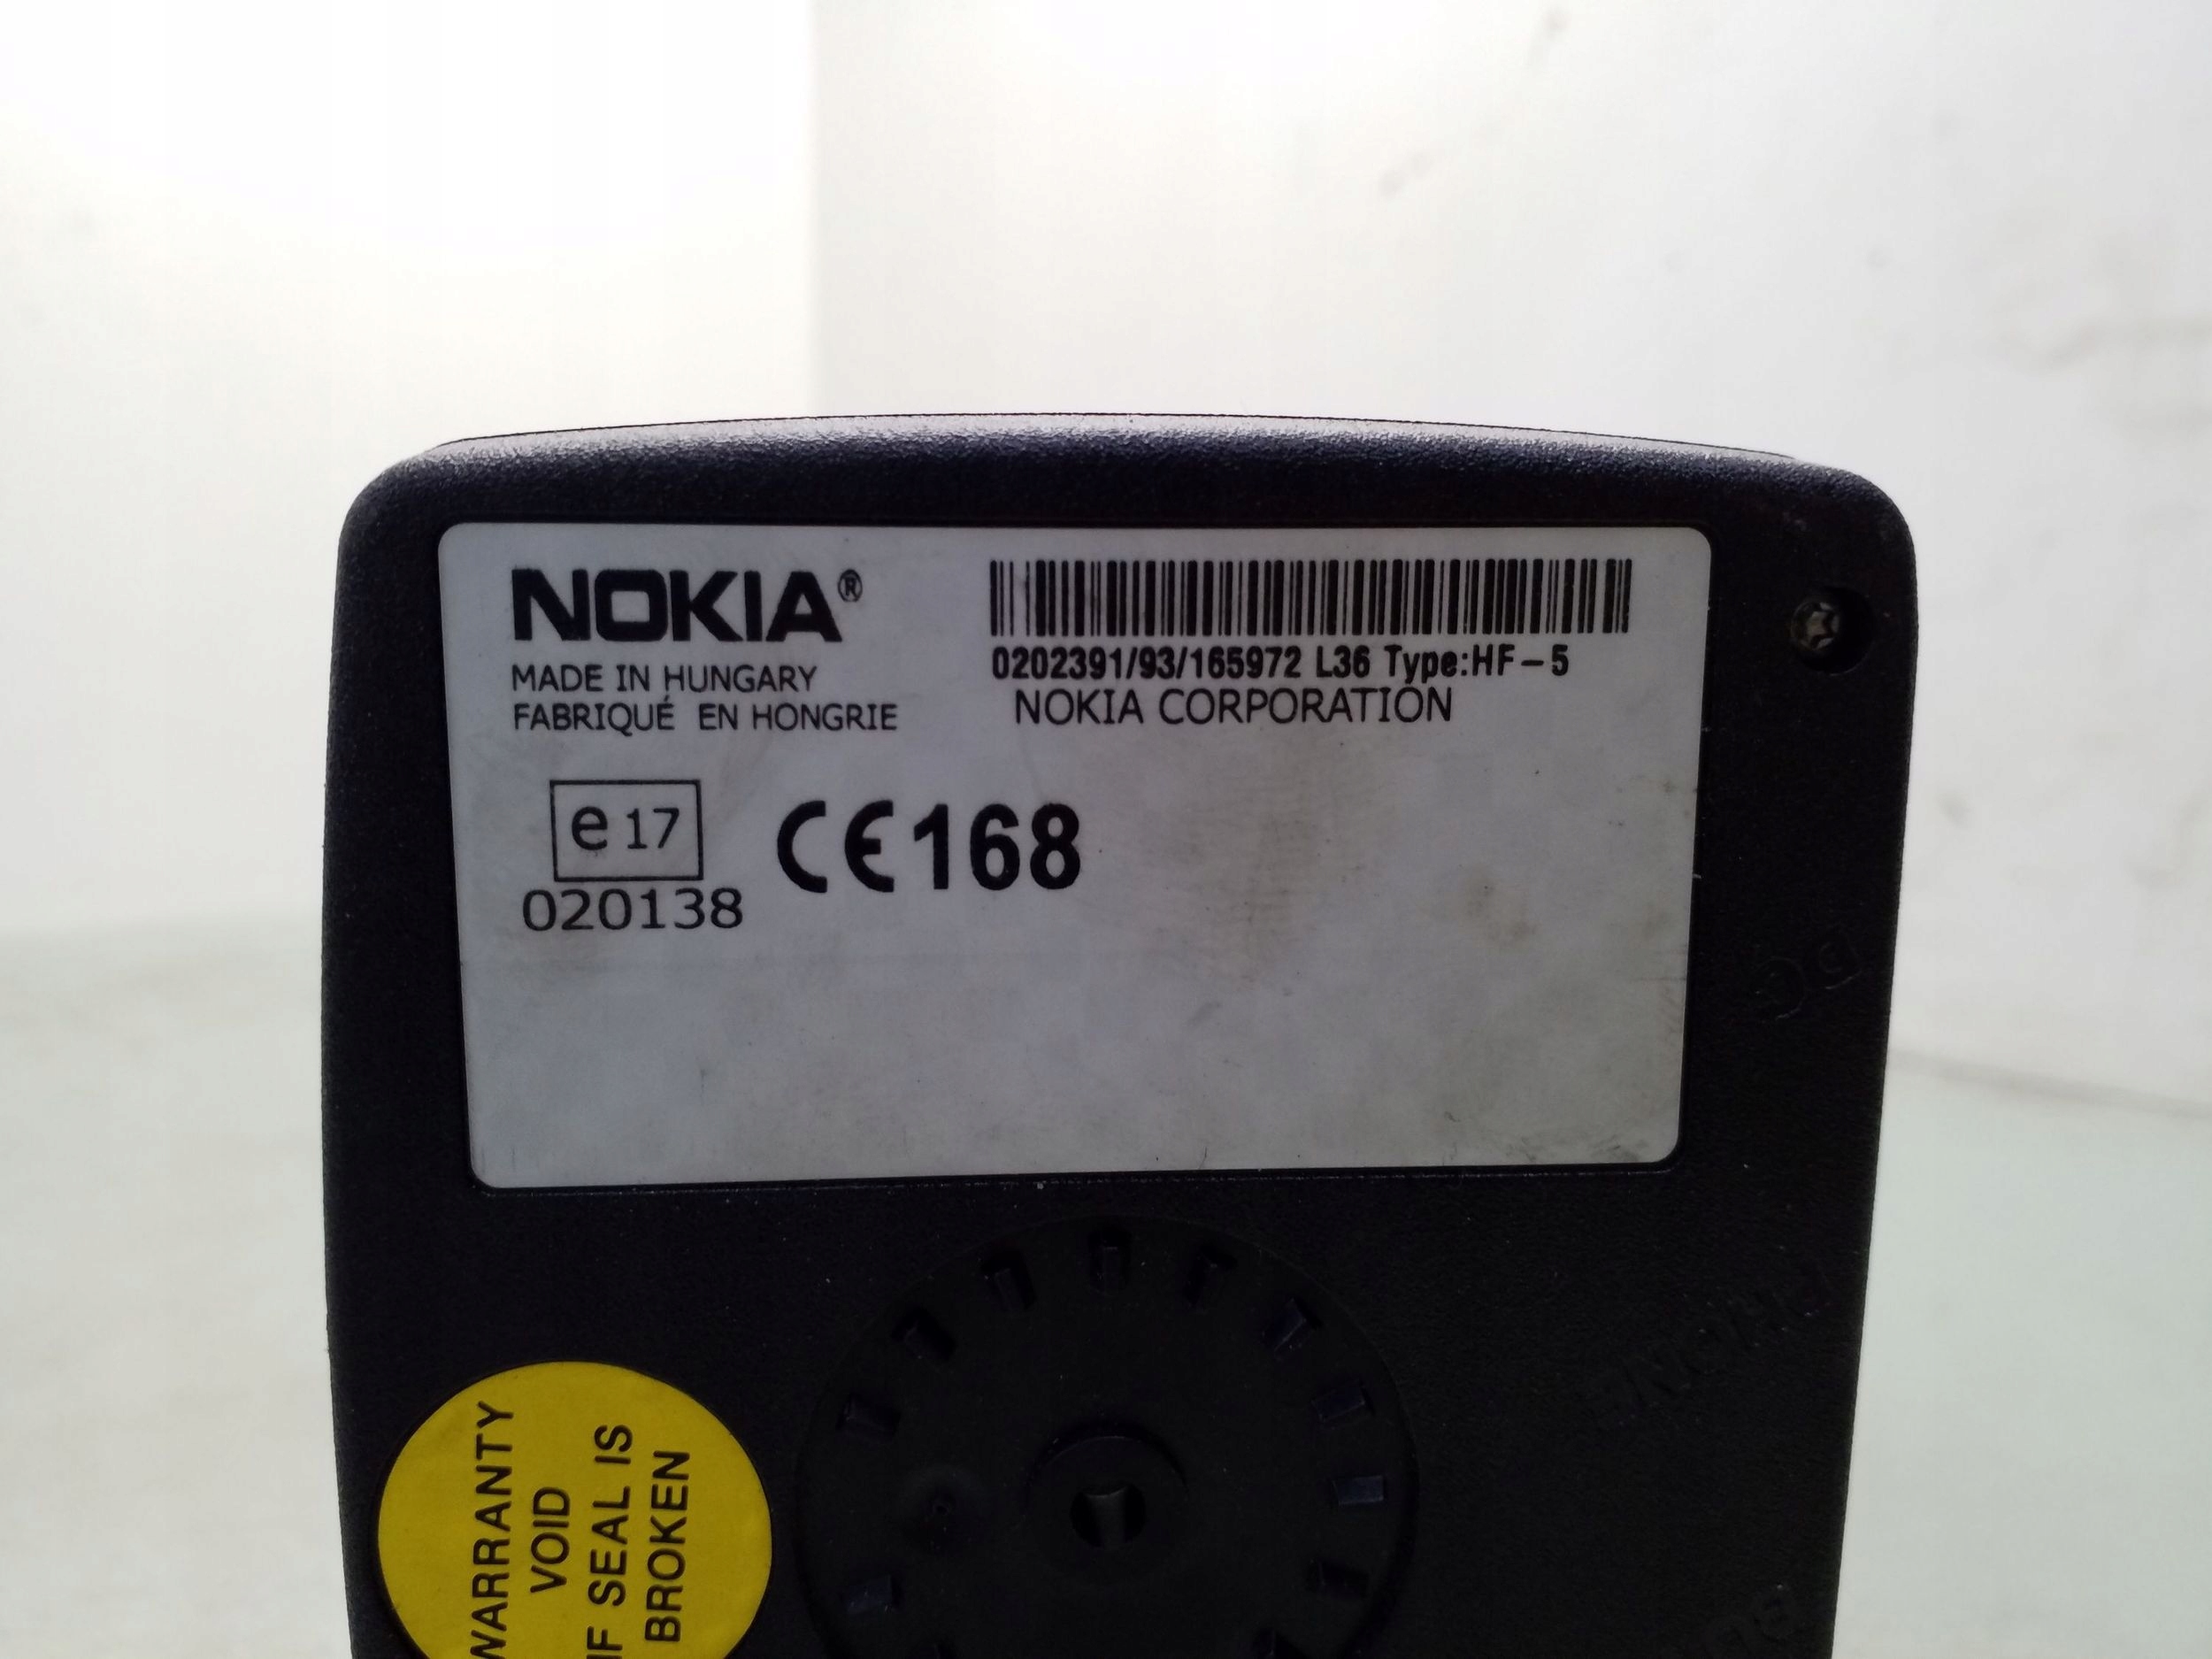 NOKIA®
MADE IN HUNGARY
FABRIQUÉ EN HONGRIE
0202391/93/165972 L36 Type:HF-5
NOKIA CORPORATION
e17
020138
CE168
WARRANTY
VOID
IF SEAL IS
BROKEN
PHONE